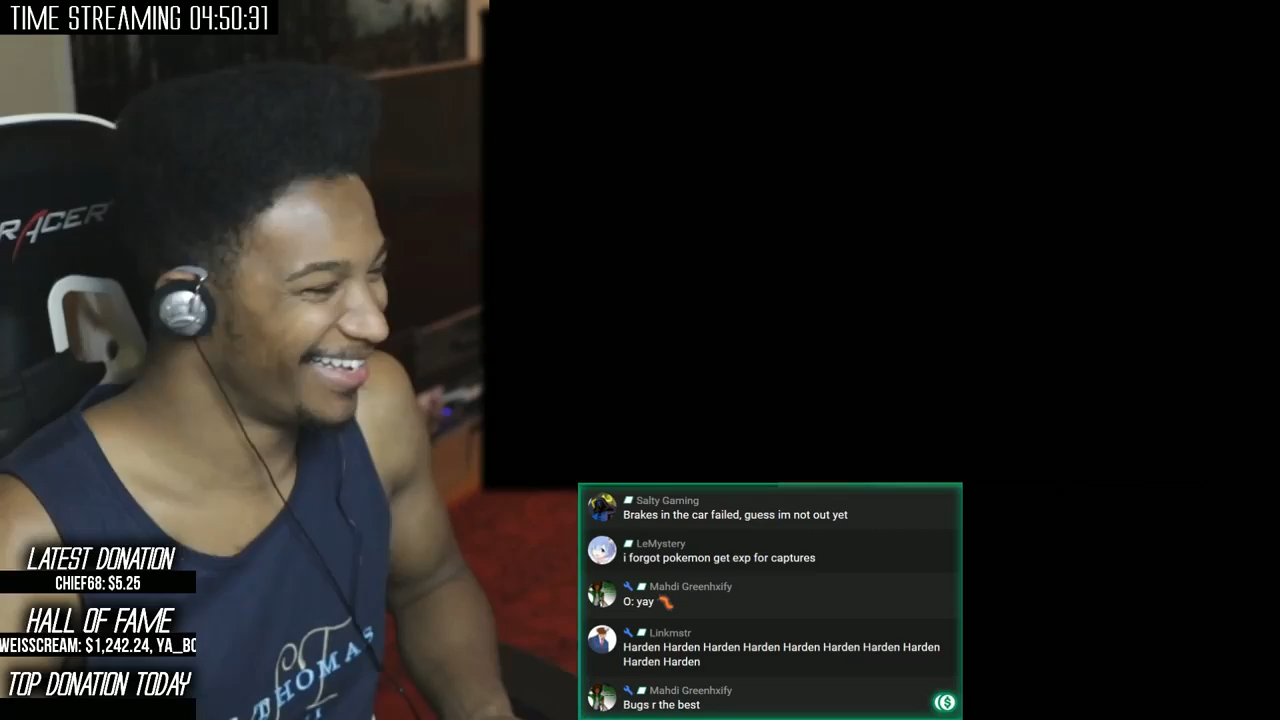 TIME STREAMING 04:50:31
RACER
THOMAS
LATEST DONATION
CHIEF68: $5.25
HALL OF FAME
WEISSCREAM: $1,242.24, YA_BO
TOP DONATION TODAY
Salty Gaming
Brakes in the car failed, guess im not out yet
LeMystery
i forgot pokemon get exp for captures
Mahdi Greenhxify
O: yay
Linkmstr
Harden Harden Harden Harden Harden Harden Harden Harden
Harden Harden
Mahdi Greenhxify
Bugs r the best